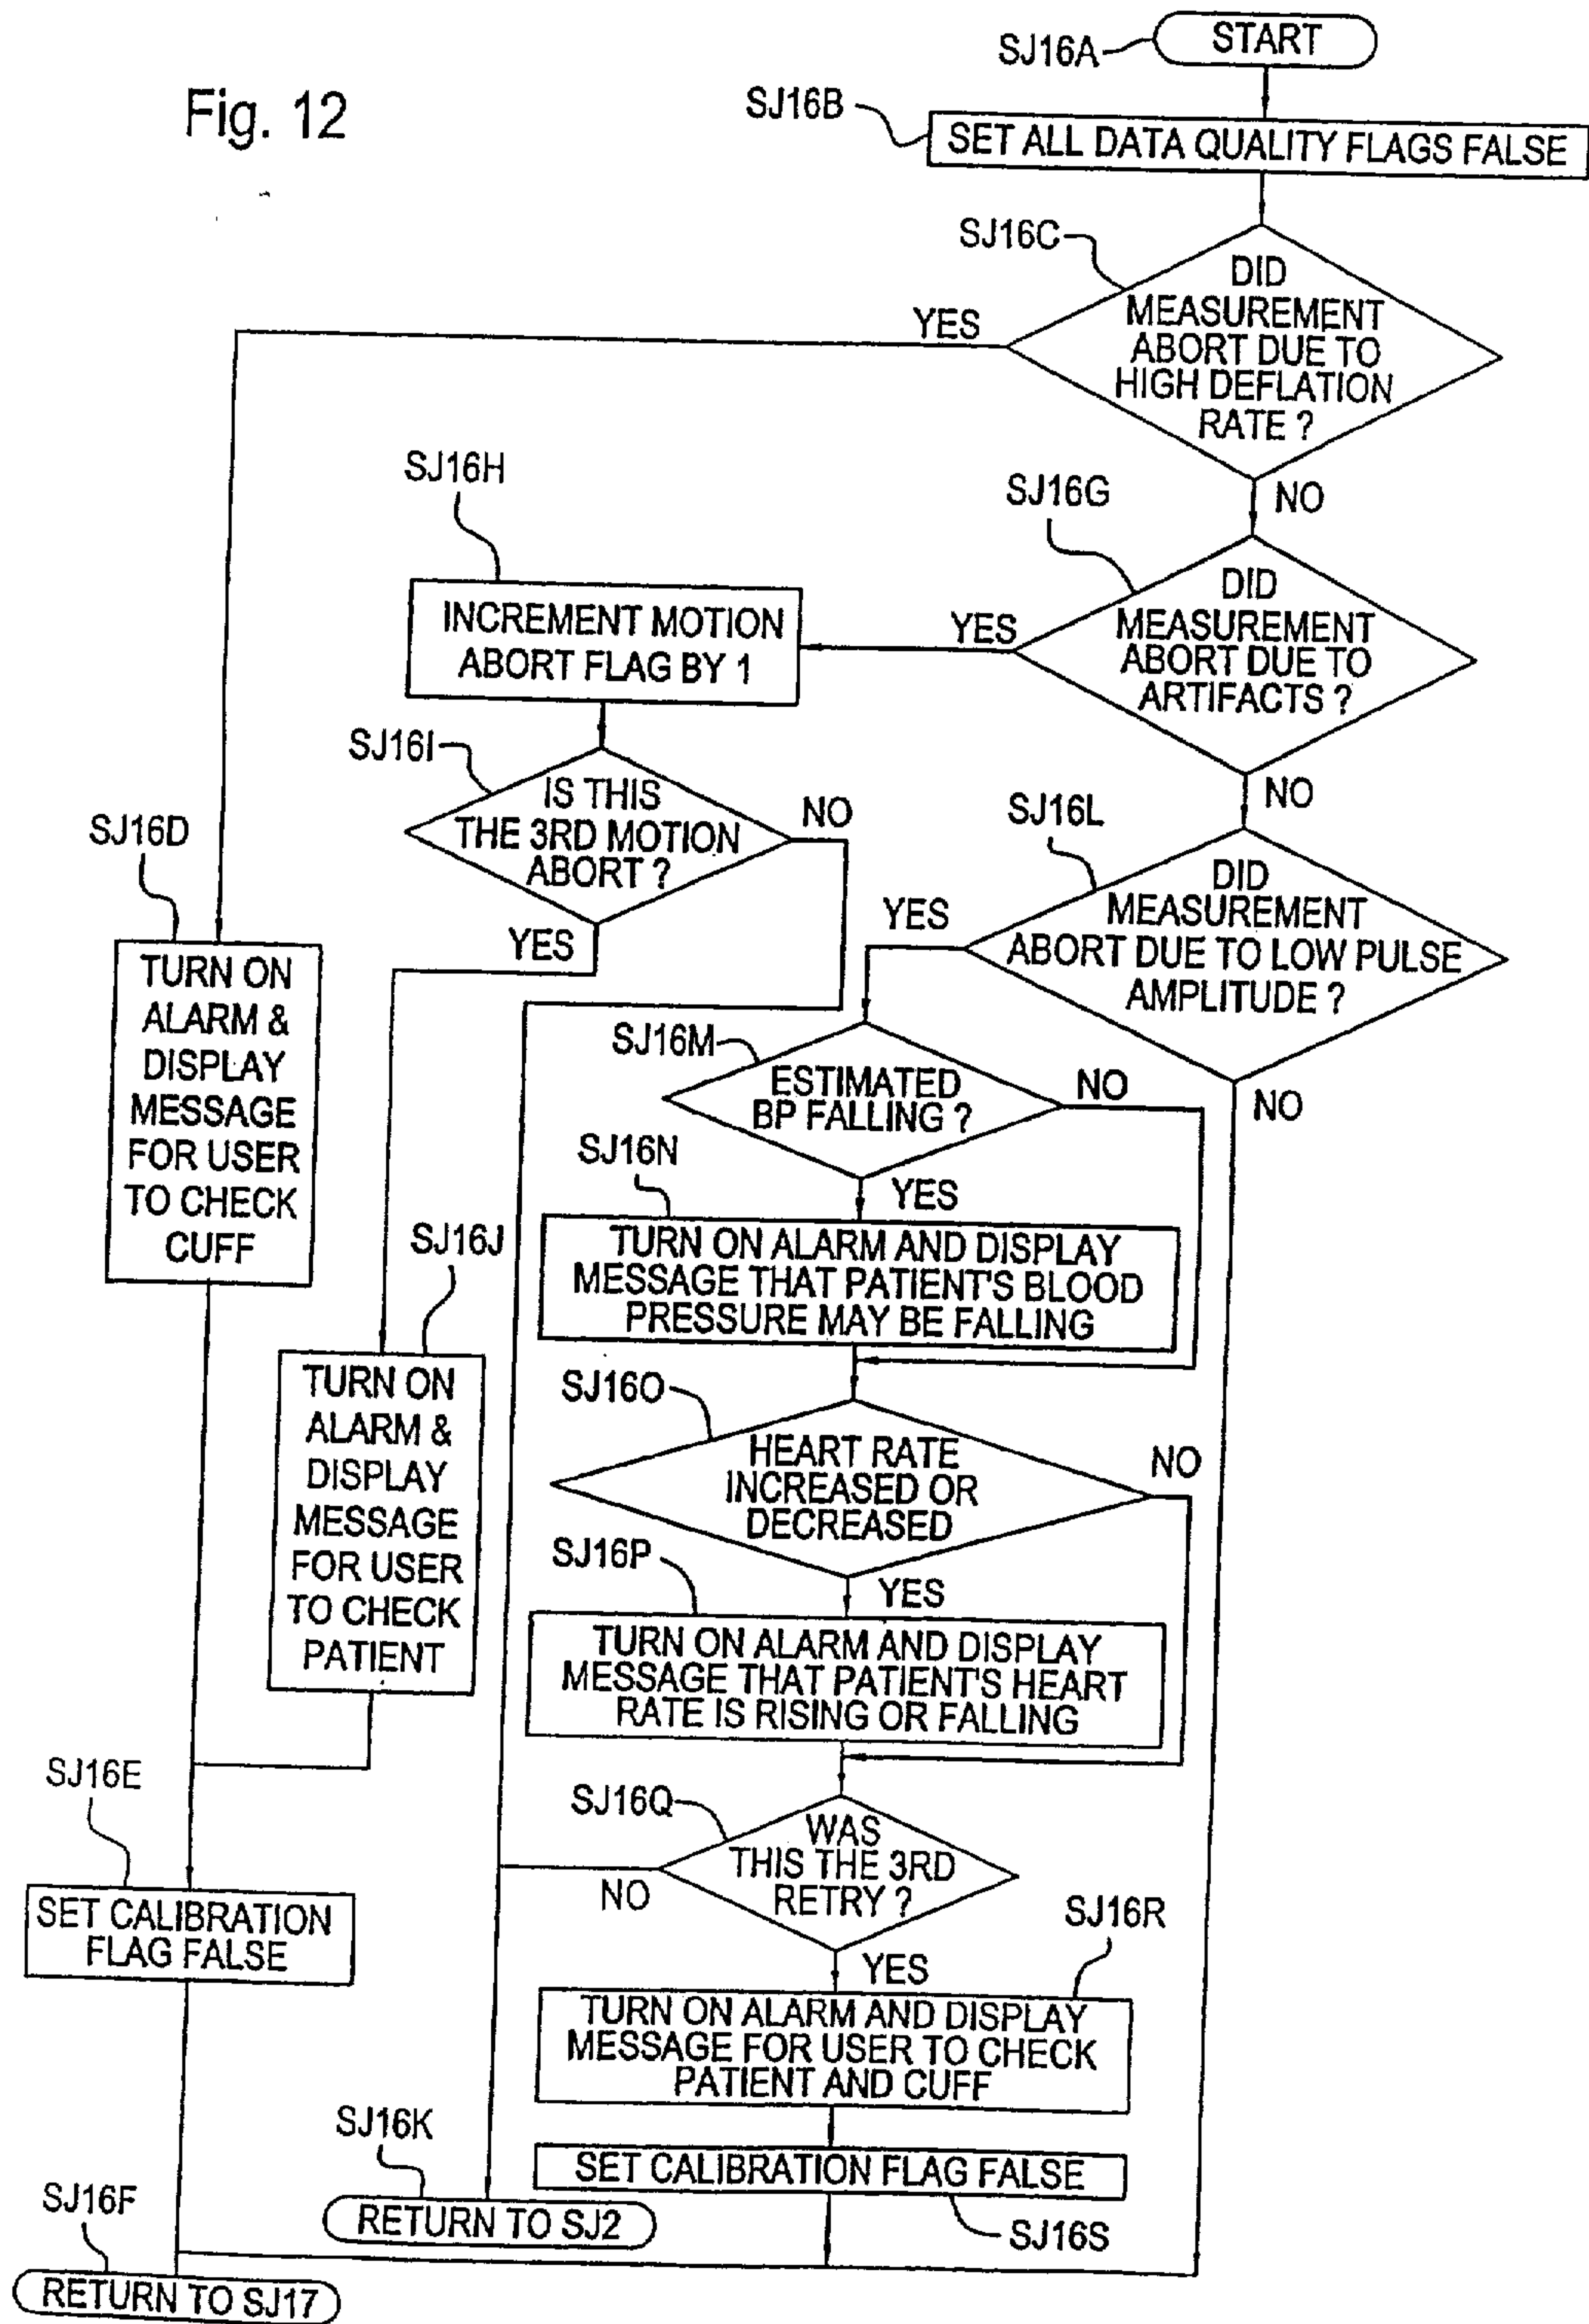 Fig. 12
SJ16A
START
SJ16B
SET ALL DATA QUALITY FLAGS FALSE
SJ16C
DID
MEASUREMENT
ABORT DUE TO
HIGH DEFLATION
RATE ?
YES
NO
SJ16G
DID
MEASUREMENT
ABORT DUE TO
ARTIFACTS ?
YES
NO
SJ16H
INCREMENT MOTION
ABORT FLAG BY 1
SJ16I
IS THIS
THE 3RD MOTION
ABORT ?
NO
YES
SJ16L
DID
MEASUREMENT
ABORT DUE TO LOW PULSE
AMPLITUDE ?
YES
NO
SJ16D
TURN ON
ALARM &
DISPLAY
MESSAGE
FOR USER
TO CHECK
CUFF
SJ16M
ESTIMATED
BP FALLING ?
NO
YES
SJ16N
TURN ON ALARM AND DISPLAY
MESSAGE THAT PATIENT'S BLOOD
PRESSURE MAY BE FALLING
SJ16J
TURN ON
ALARM &
DISPLAY
MESSAGE
FOR USER
TO CHECK
PATIENT
SJ16O
HEART RATE
INCREASED OR
DECREASED
NO
YES
SJ16P
TURN ON ALARM AND DISPLAY
MESSAGE THAT PATIENT'S HEART
RATE IS RISING OR FALLING
SJ16E
SET CALIBRATION
FLAG FALSE
SJ16Q
WAS
THIS THE 3RD
RETRY ?
NO
YES
SJ16R
TURN ON ALARM AND DISPLAY
MESSAGE FOR USER TO CHECK
PATIENT AND CUFF
SJ16K
RETURN TO SJ2
SET CALIBRATION FLAG FALSE
SJ16S
SJ16F
RETURN TO SJ17